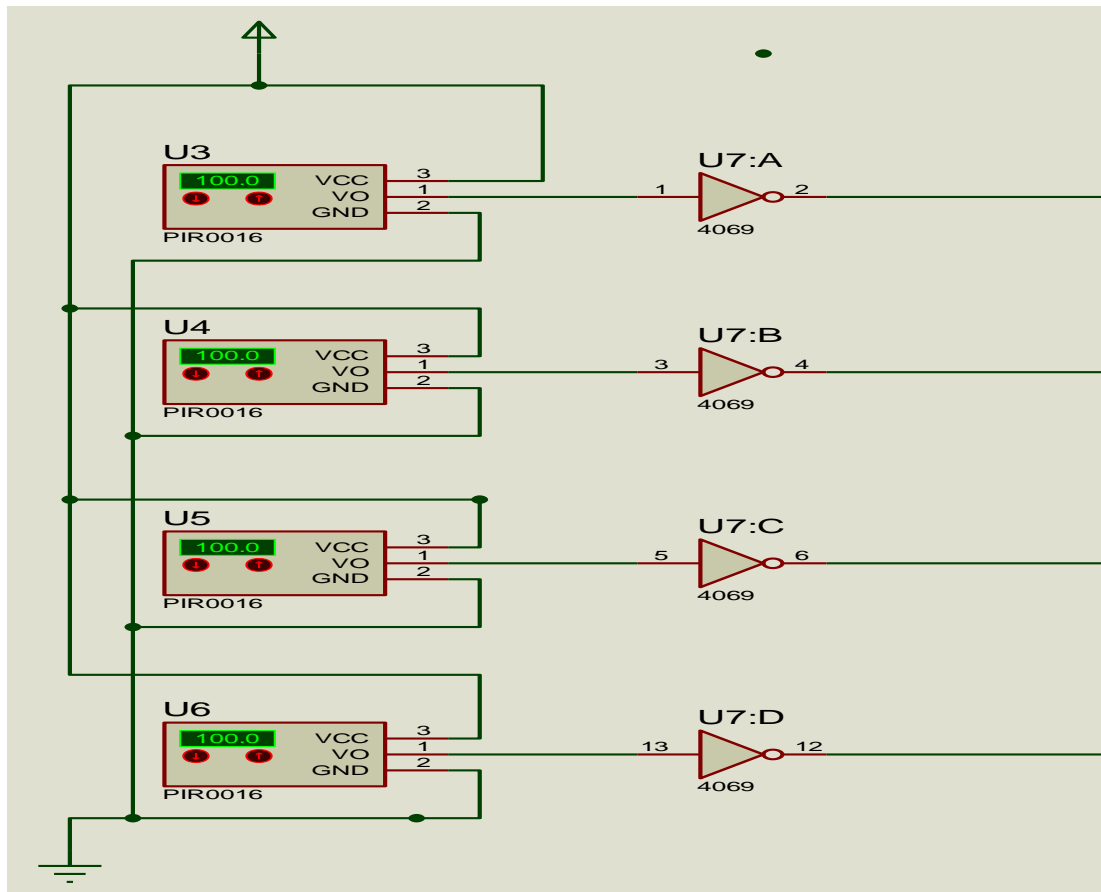 U3
100.0
VCC 3
VO 1
GND 2
PIR0016
U7:A
1 2
4069
U4
100.0
VCC 3
VO 1
GND 2
PIR0016
U7:B
3 4
4069
U5
100.0
VCC 3
VO 1
GND 2
PIR0016
U7:C
5 6
4069
U6
100.0
VCC 3
VO 1
GND 2
PIR0016
U7:D
13 12
4069